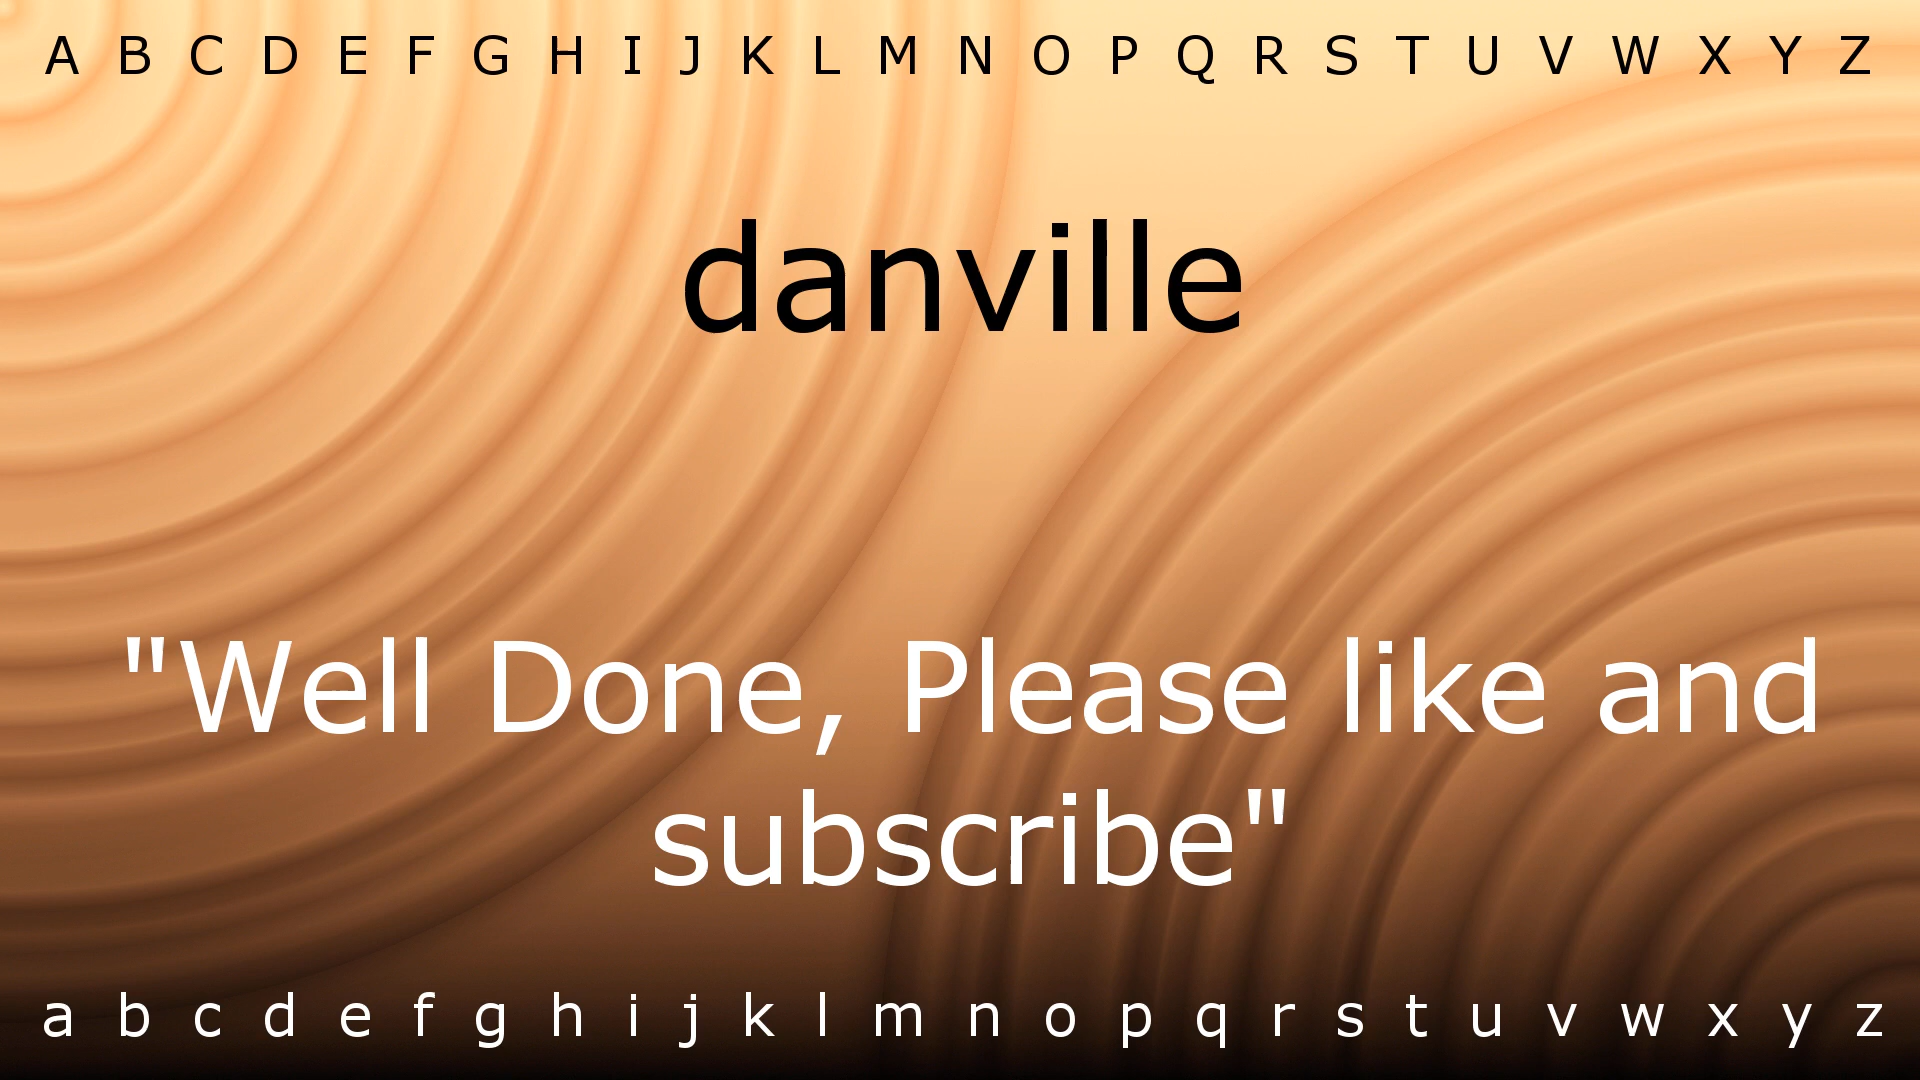 A B C D E F G H I J K L M N O P Q R S T U V W X Y Z
danville
"Well Done, Please like and
subscribe"
a b c d e f g h i j k l m n o p q r s t u v w x y z